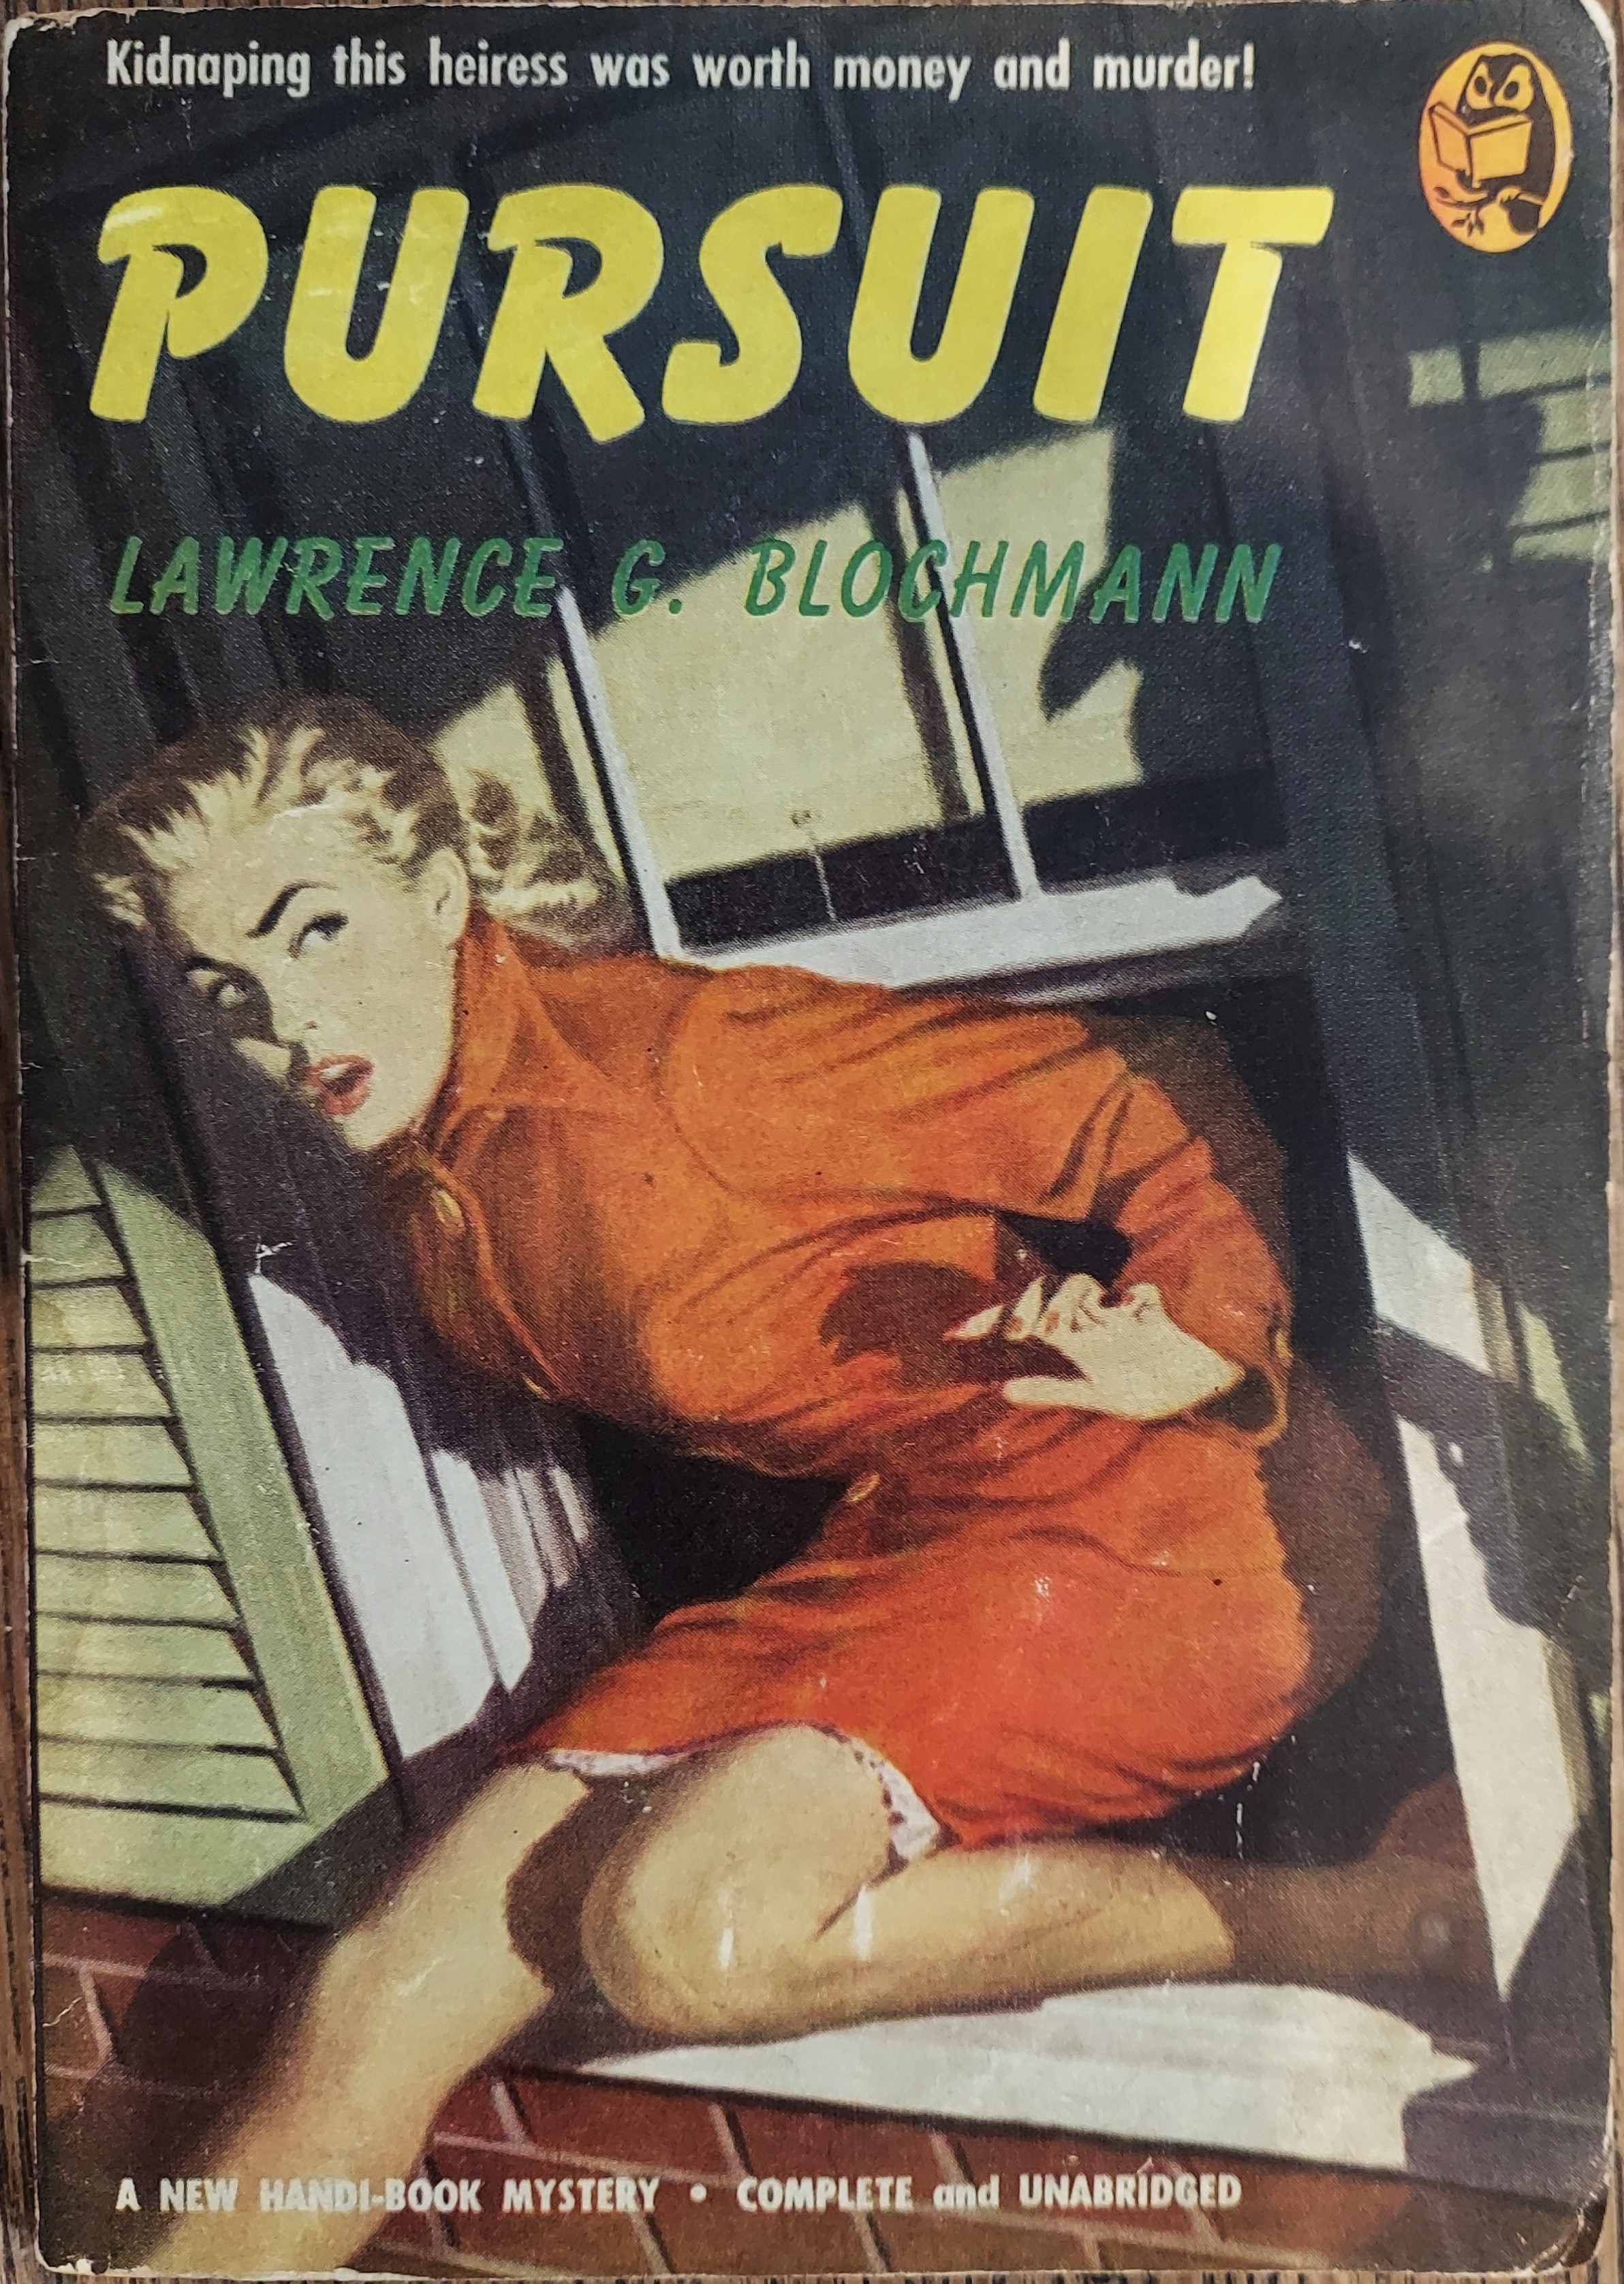 Kidnaping this heiress was worth money and murder!
PURSUIT
LAWRENCE G. BLOCHMANN
A NEW HANDI-BOOK MYSTERY • COMPLETE and UNABRIDGED